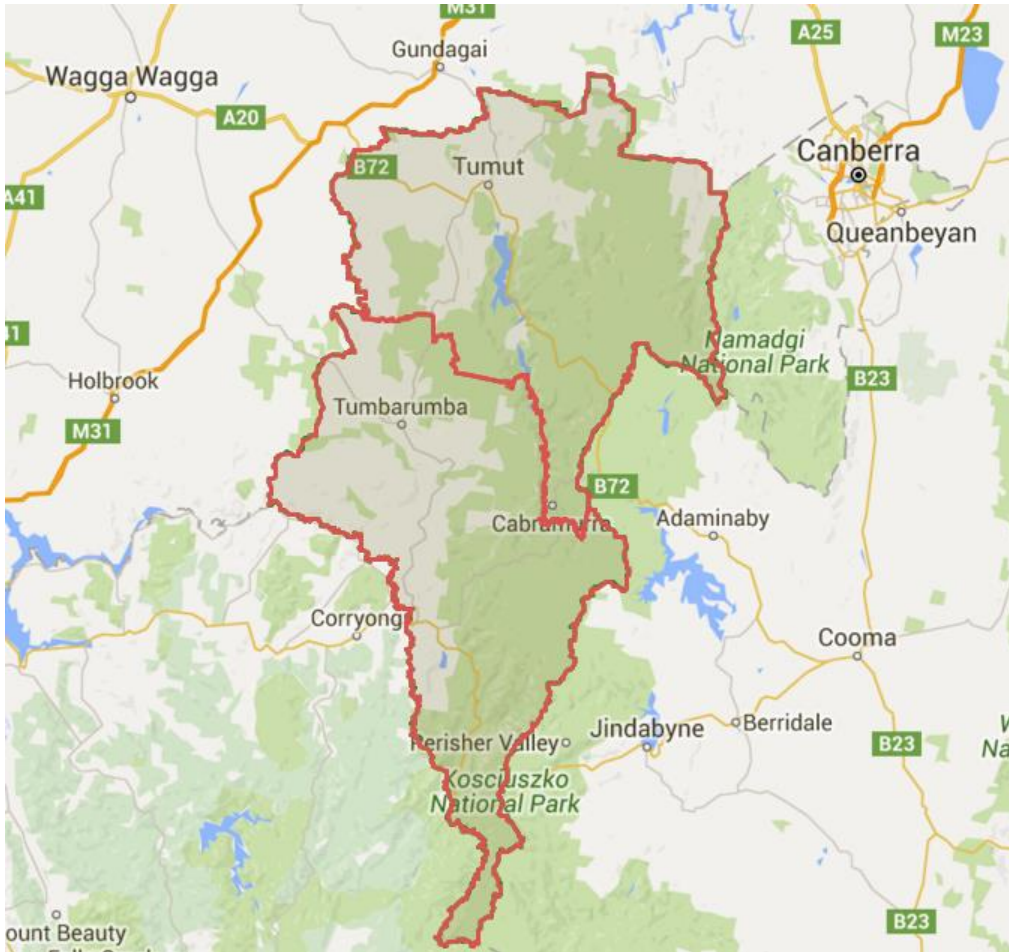 M31
Gundagai
A25
M23
Wagga Wagga
A20
Canberra
B72
Tumut
A41
Queanbeyan
Namadgi
National Park
B23
Holbrook
M31
Tumbarumba
B72
Cabramurra
Adaminaby
Corryong
Cooma
Perisher Valley
Jindabyne
Berridale
B23
Kosciuszko
National Park
B23
ount Beauty